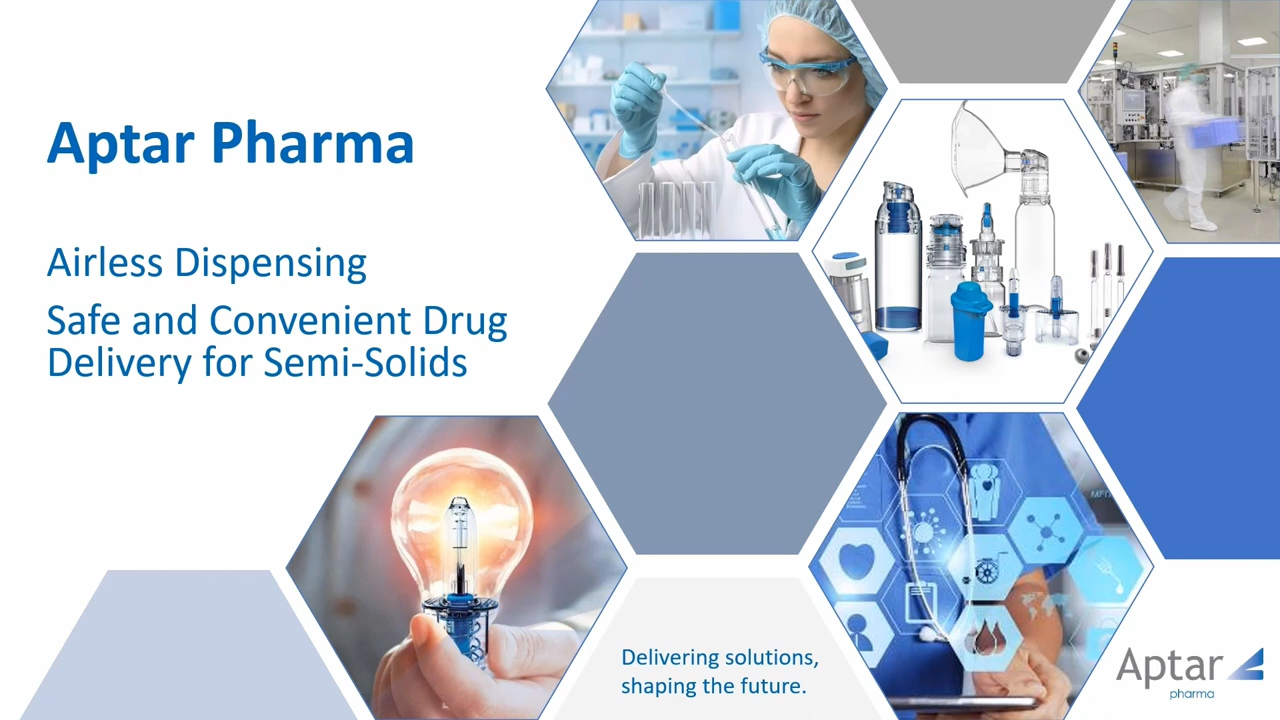 Aptar Pharma
Airless Dispensing
Safe and Convenient Drug
Delivery for Semi-Solids
Delivering solutions,
shaping the future.
Aptar
pharma